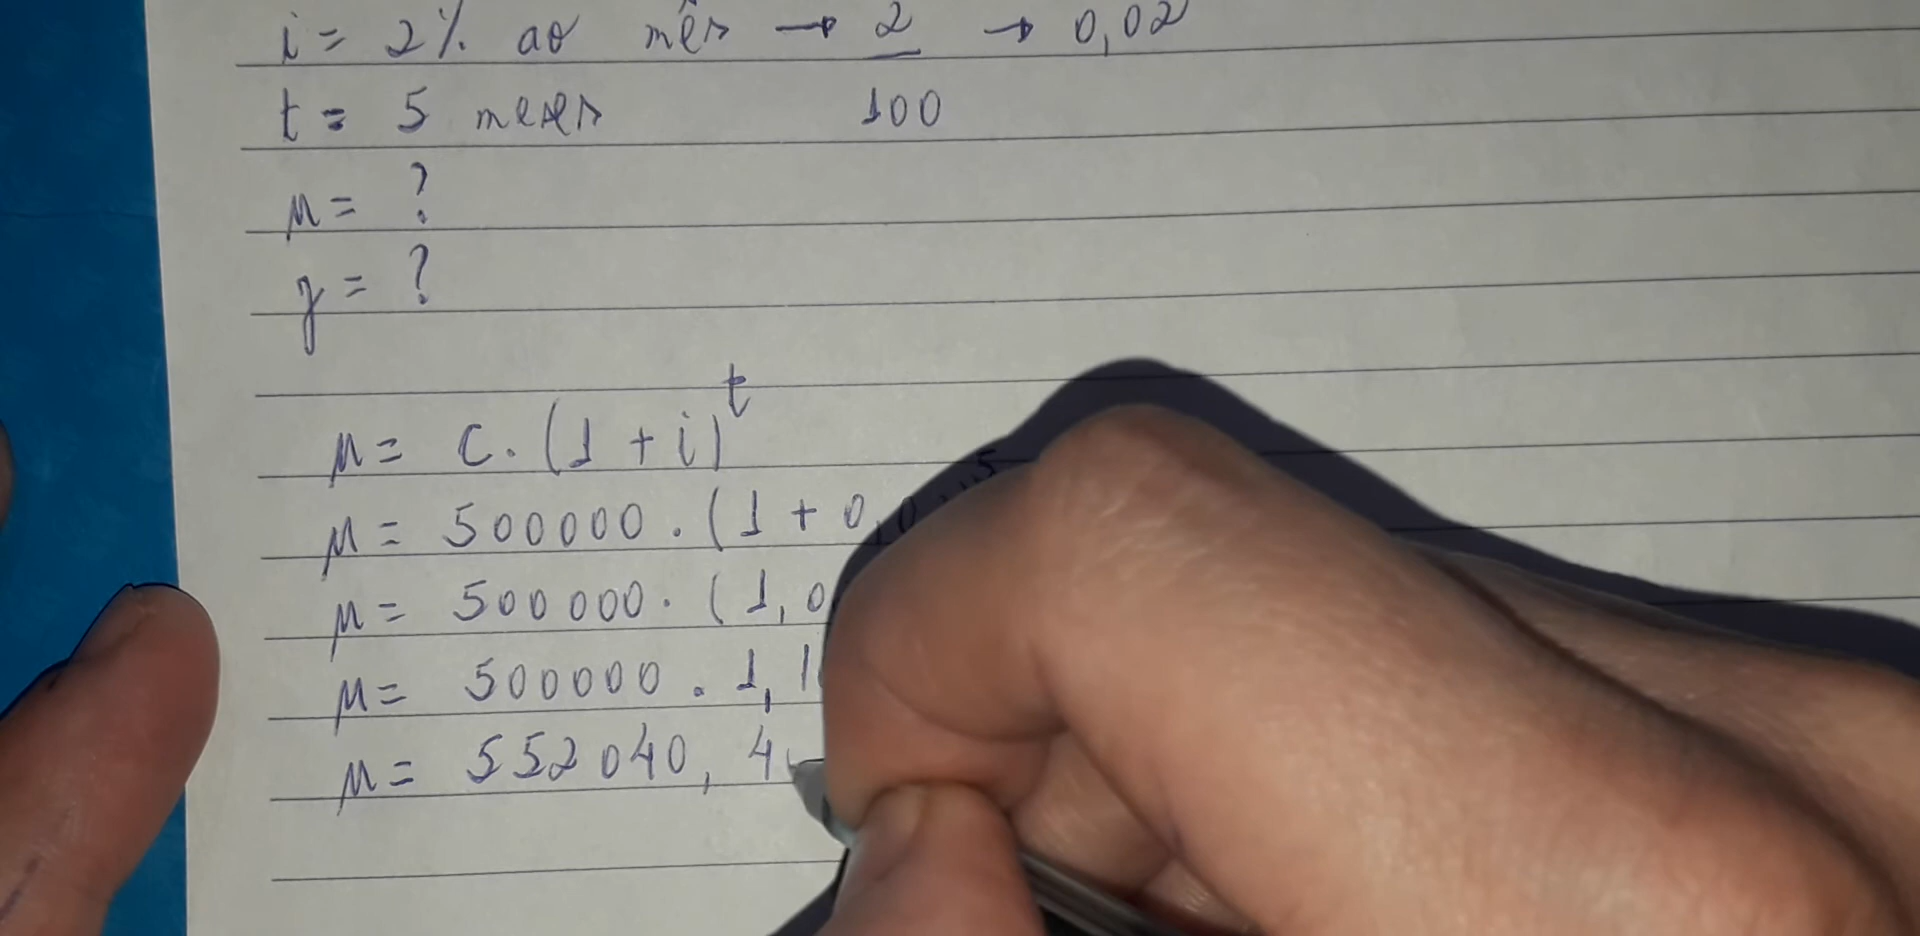 i = 2% ao mês → 2 → 0,02
t = 5 meses 100
M = ?
J = ?
M = C. (1 + i)^t
M = 500000 . (1 + 0,0 5
M = 500000 . (1,0
M = 500000 . 1,1
M = 552040, 4